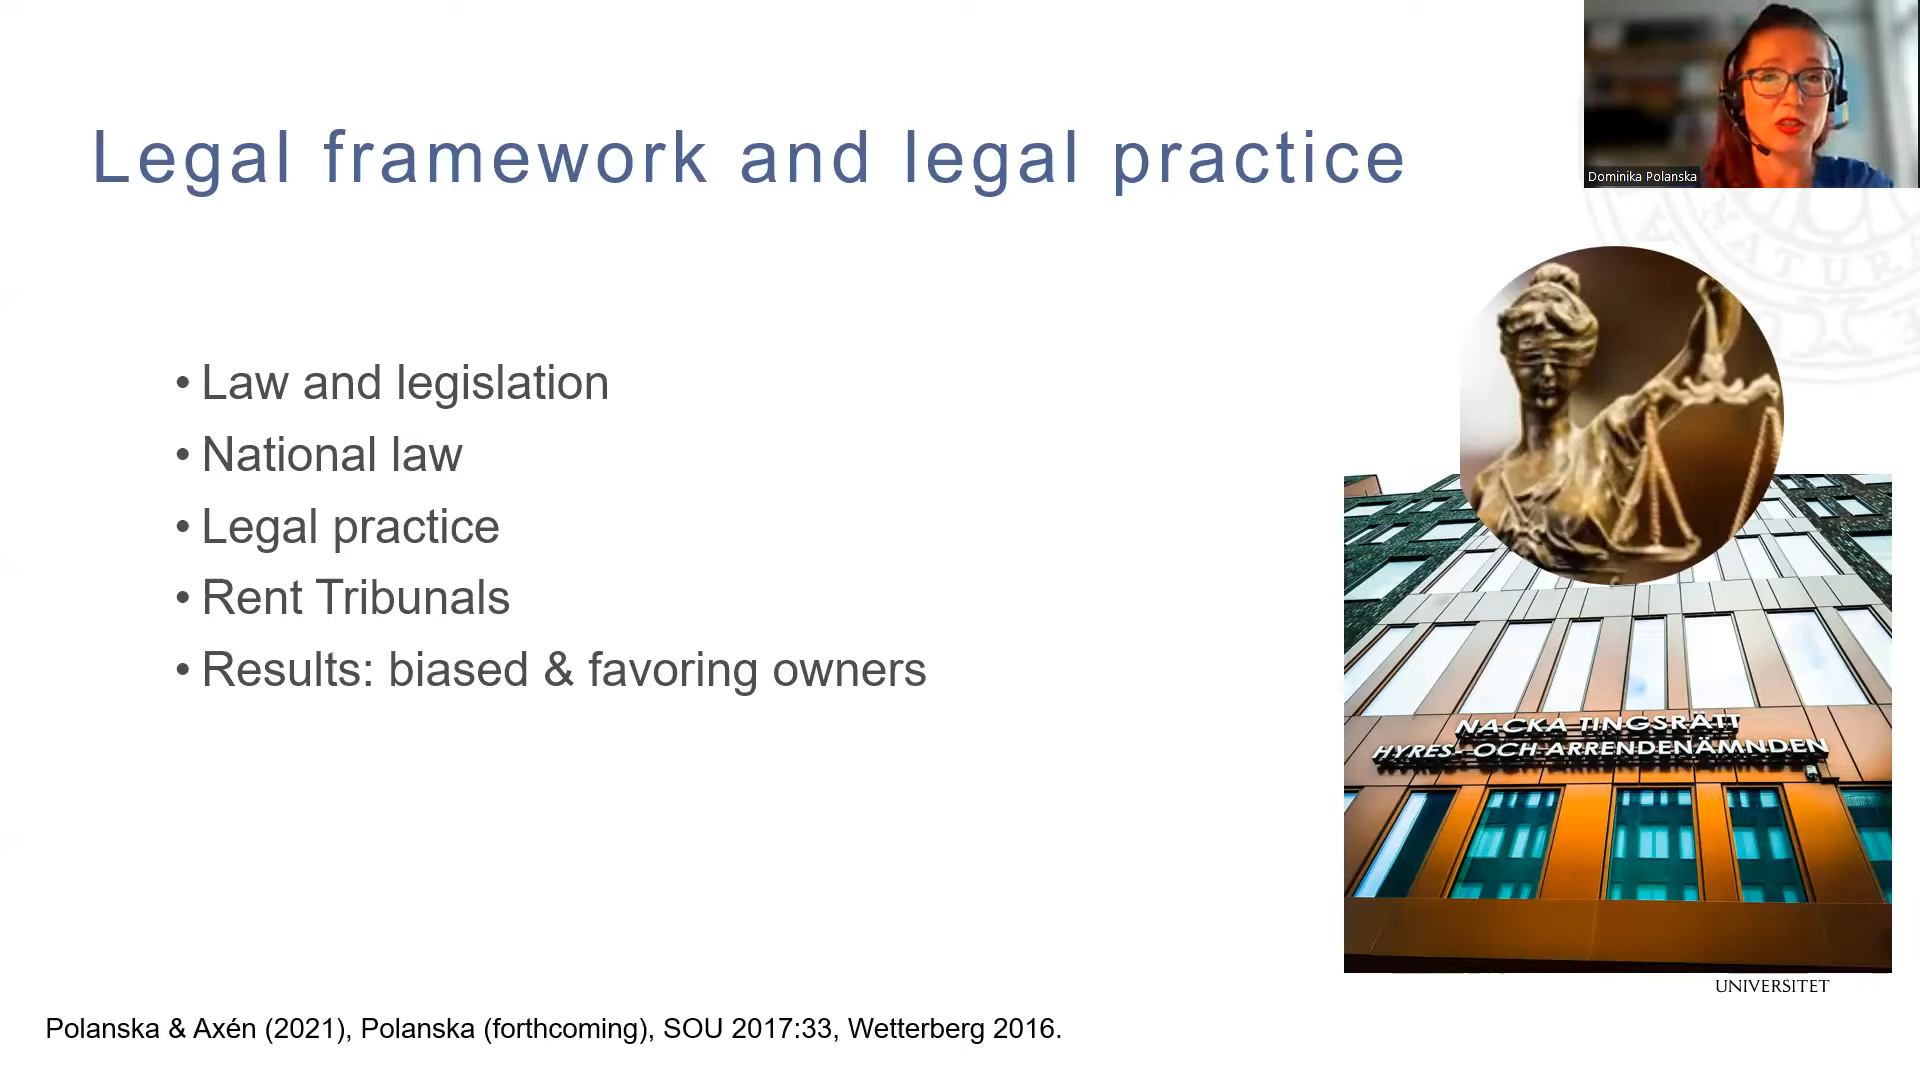 Legal framework and legal practice
Dominika Polanska
• Law and legislation
• National law
• Legal practice
• Rent Tribunals
• Results: biased & favoring owners
NACKA TINGSRÄTT
HYRES- OCH ARRENDENÄMNDEN
UNIVERSITET
Polanska & Axén (2021), Polanska (forthcoming), SOU 2017:33, Wetterberg 2016.